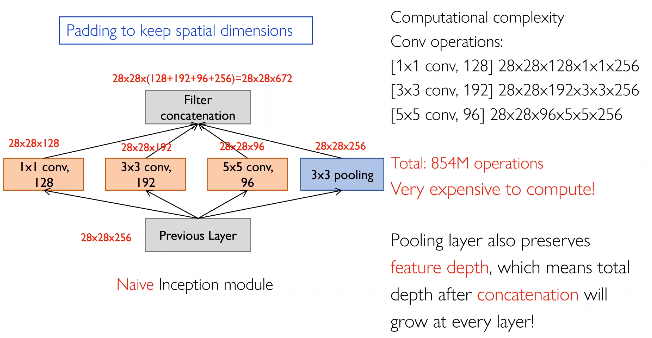 Padding to keep spatial dimensions
28x28x(128+192+96+256)=28x28x672
Filter
concatenation
28x28x128
28x28x192
28x28x96
28x28x256
1x1 conv,
128
3x3 conv,
192
5x5 conv,
96
3x3 pooling
28x28x256
Previous Layer
Naive Inception module
Computational complexity
Conv operations:
[1x1 conv, 128] 28x28x128x1x1x256
[3x3 conv, 192] 28x28x192x3x3x256
[5x5 conv, 96] 28x28x96x5x5x256
Total: 854M operations
Very expensive to compute!
Pooling layer also preserves
feature depth, which means total
depth after concatenation will
grow at every layer!